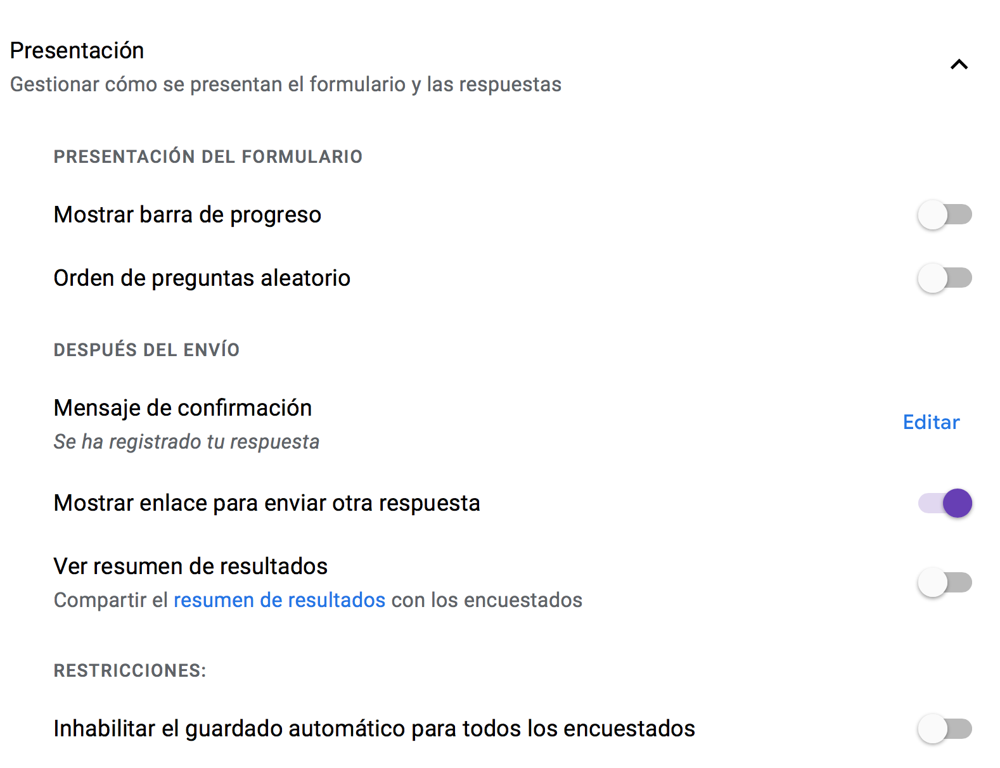 Presentación
Gestionar cómo se presentan el formulario y las respuestas
PRESENTACIÓN DEL FORMULARIO
Mostrar barra de progreso
Orden de preguntas aleatorio
DESPUÉS DEL ENVÍO
Mensaje de confirmación
Se ha registrado tu respuesta
Editar
Mostrar enlace para enviar otra respuesta
Ver resumen de resultados
Compartir el resumen de resultados con los encuestados
RESTRICCIONES:
Inhabilitar el guardado automático para todos los encuestados